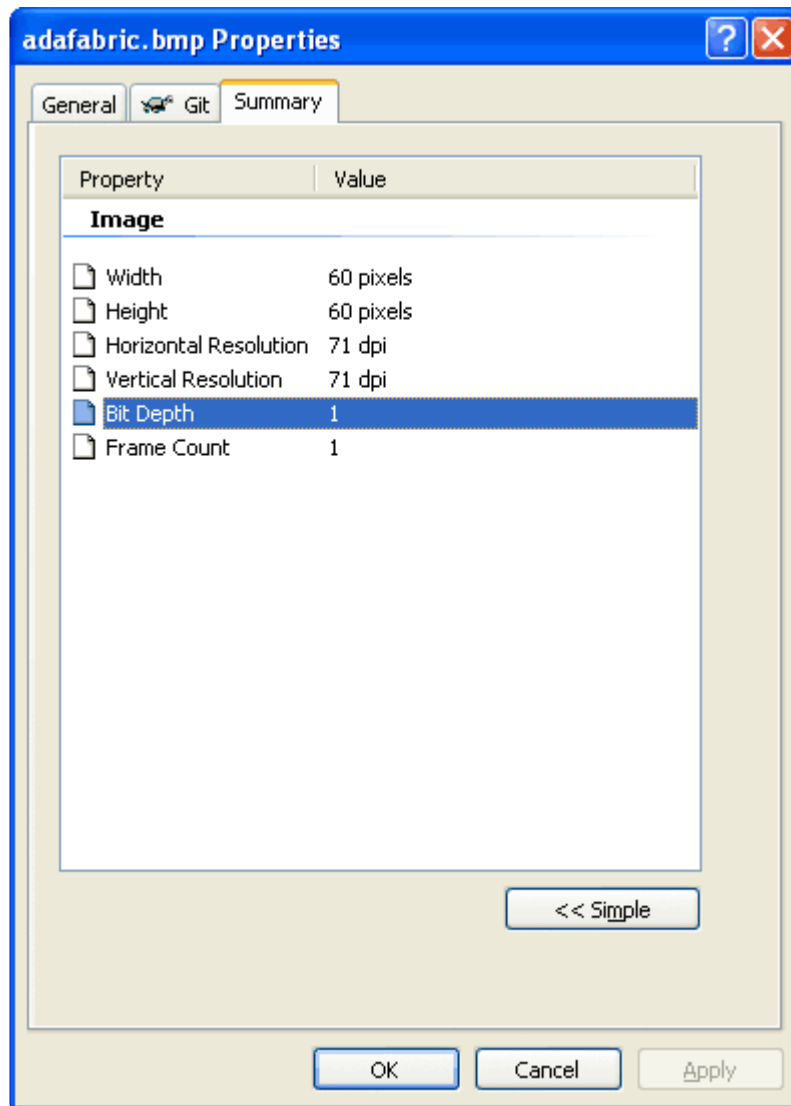 adafabric.bmp Properties
General Git Summary
Property Value
Image
Width 60 pixels
Height 60 pixels
Horizontal Resolution 71 dpi
Vertical Resolution 71 dpi
Bit Depth 1
Frame Count 1
<< Simple
OK Cancel Apply